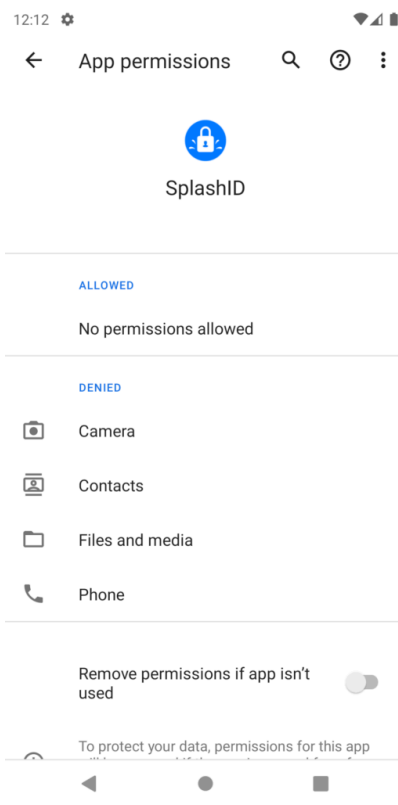 12:12
App permissions
SplashID
ALLOWED
No permissions allowed
DENIED
Camera
Contacts
Files and media
Phone
Remove permissions if app isn't
used
To protect your data, permissions for this app